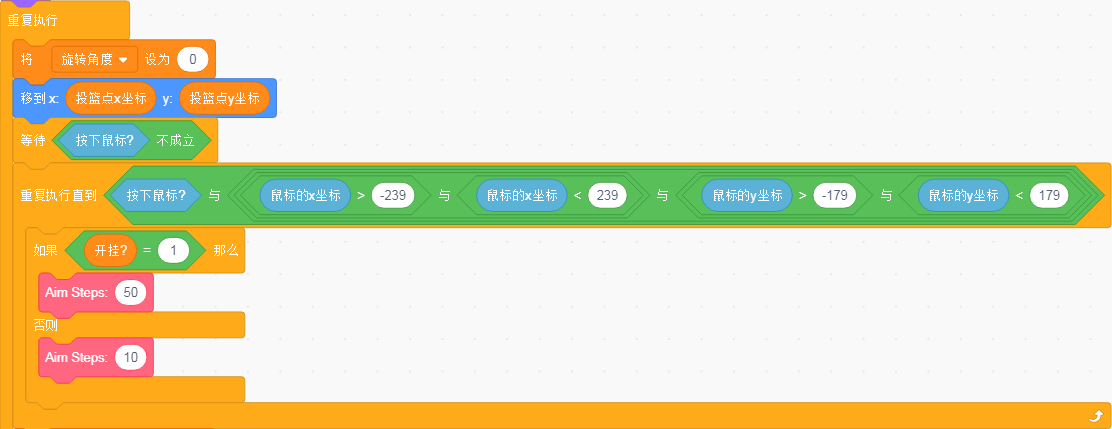 重复执行
将 旋转角度 设为 0
移到 x: 投篮点x坐标 y: 投篮点y坐标
等待 按下鼠标? 不成立
重复执行直到 按下鼠标? 与 鼠标的x坐标 > -239 与 鼠标的x坐标 < 239 与 鼠标的y坐标 > -179 与 鼠标的y坐标 < 179
如果 开挂? = 1 那么
Aim Steps: 50
否则
Aim Steps: 10